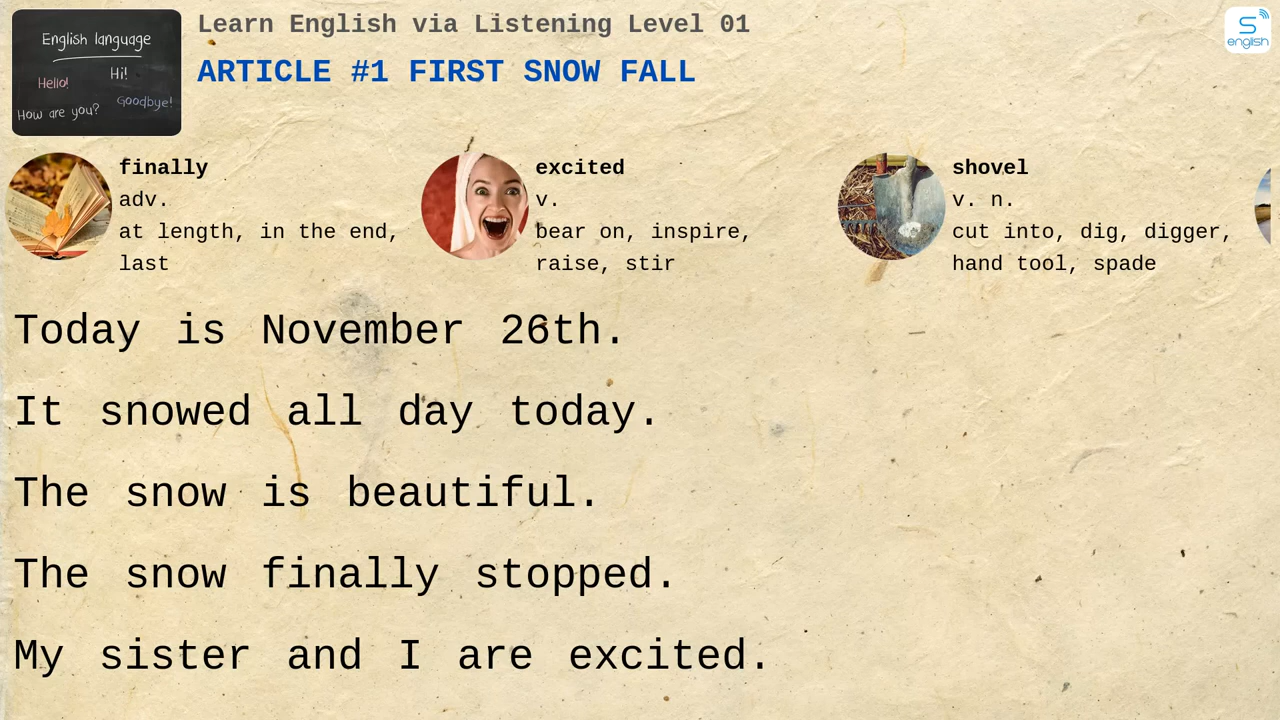 English language
Hello!
Hi!
How are you?
Goodbye!
Learn English via Listening Level 01
ARTICLE #1 FIRST SNOW FALL
S
english
finally
adv.
at length, in the end,
last
excited
v.
bear on, inspire,
raise, stir
shovel
v. n.
cut into, dig, digger,
hand tool, spade
Today is November 26th.
It snowed all day today.
The snow is beautiful.
The snow finally stopped.
My sister and I are excited.